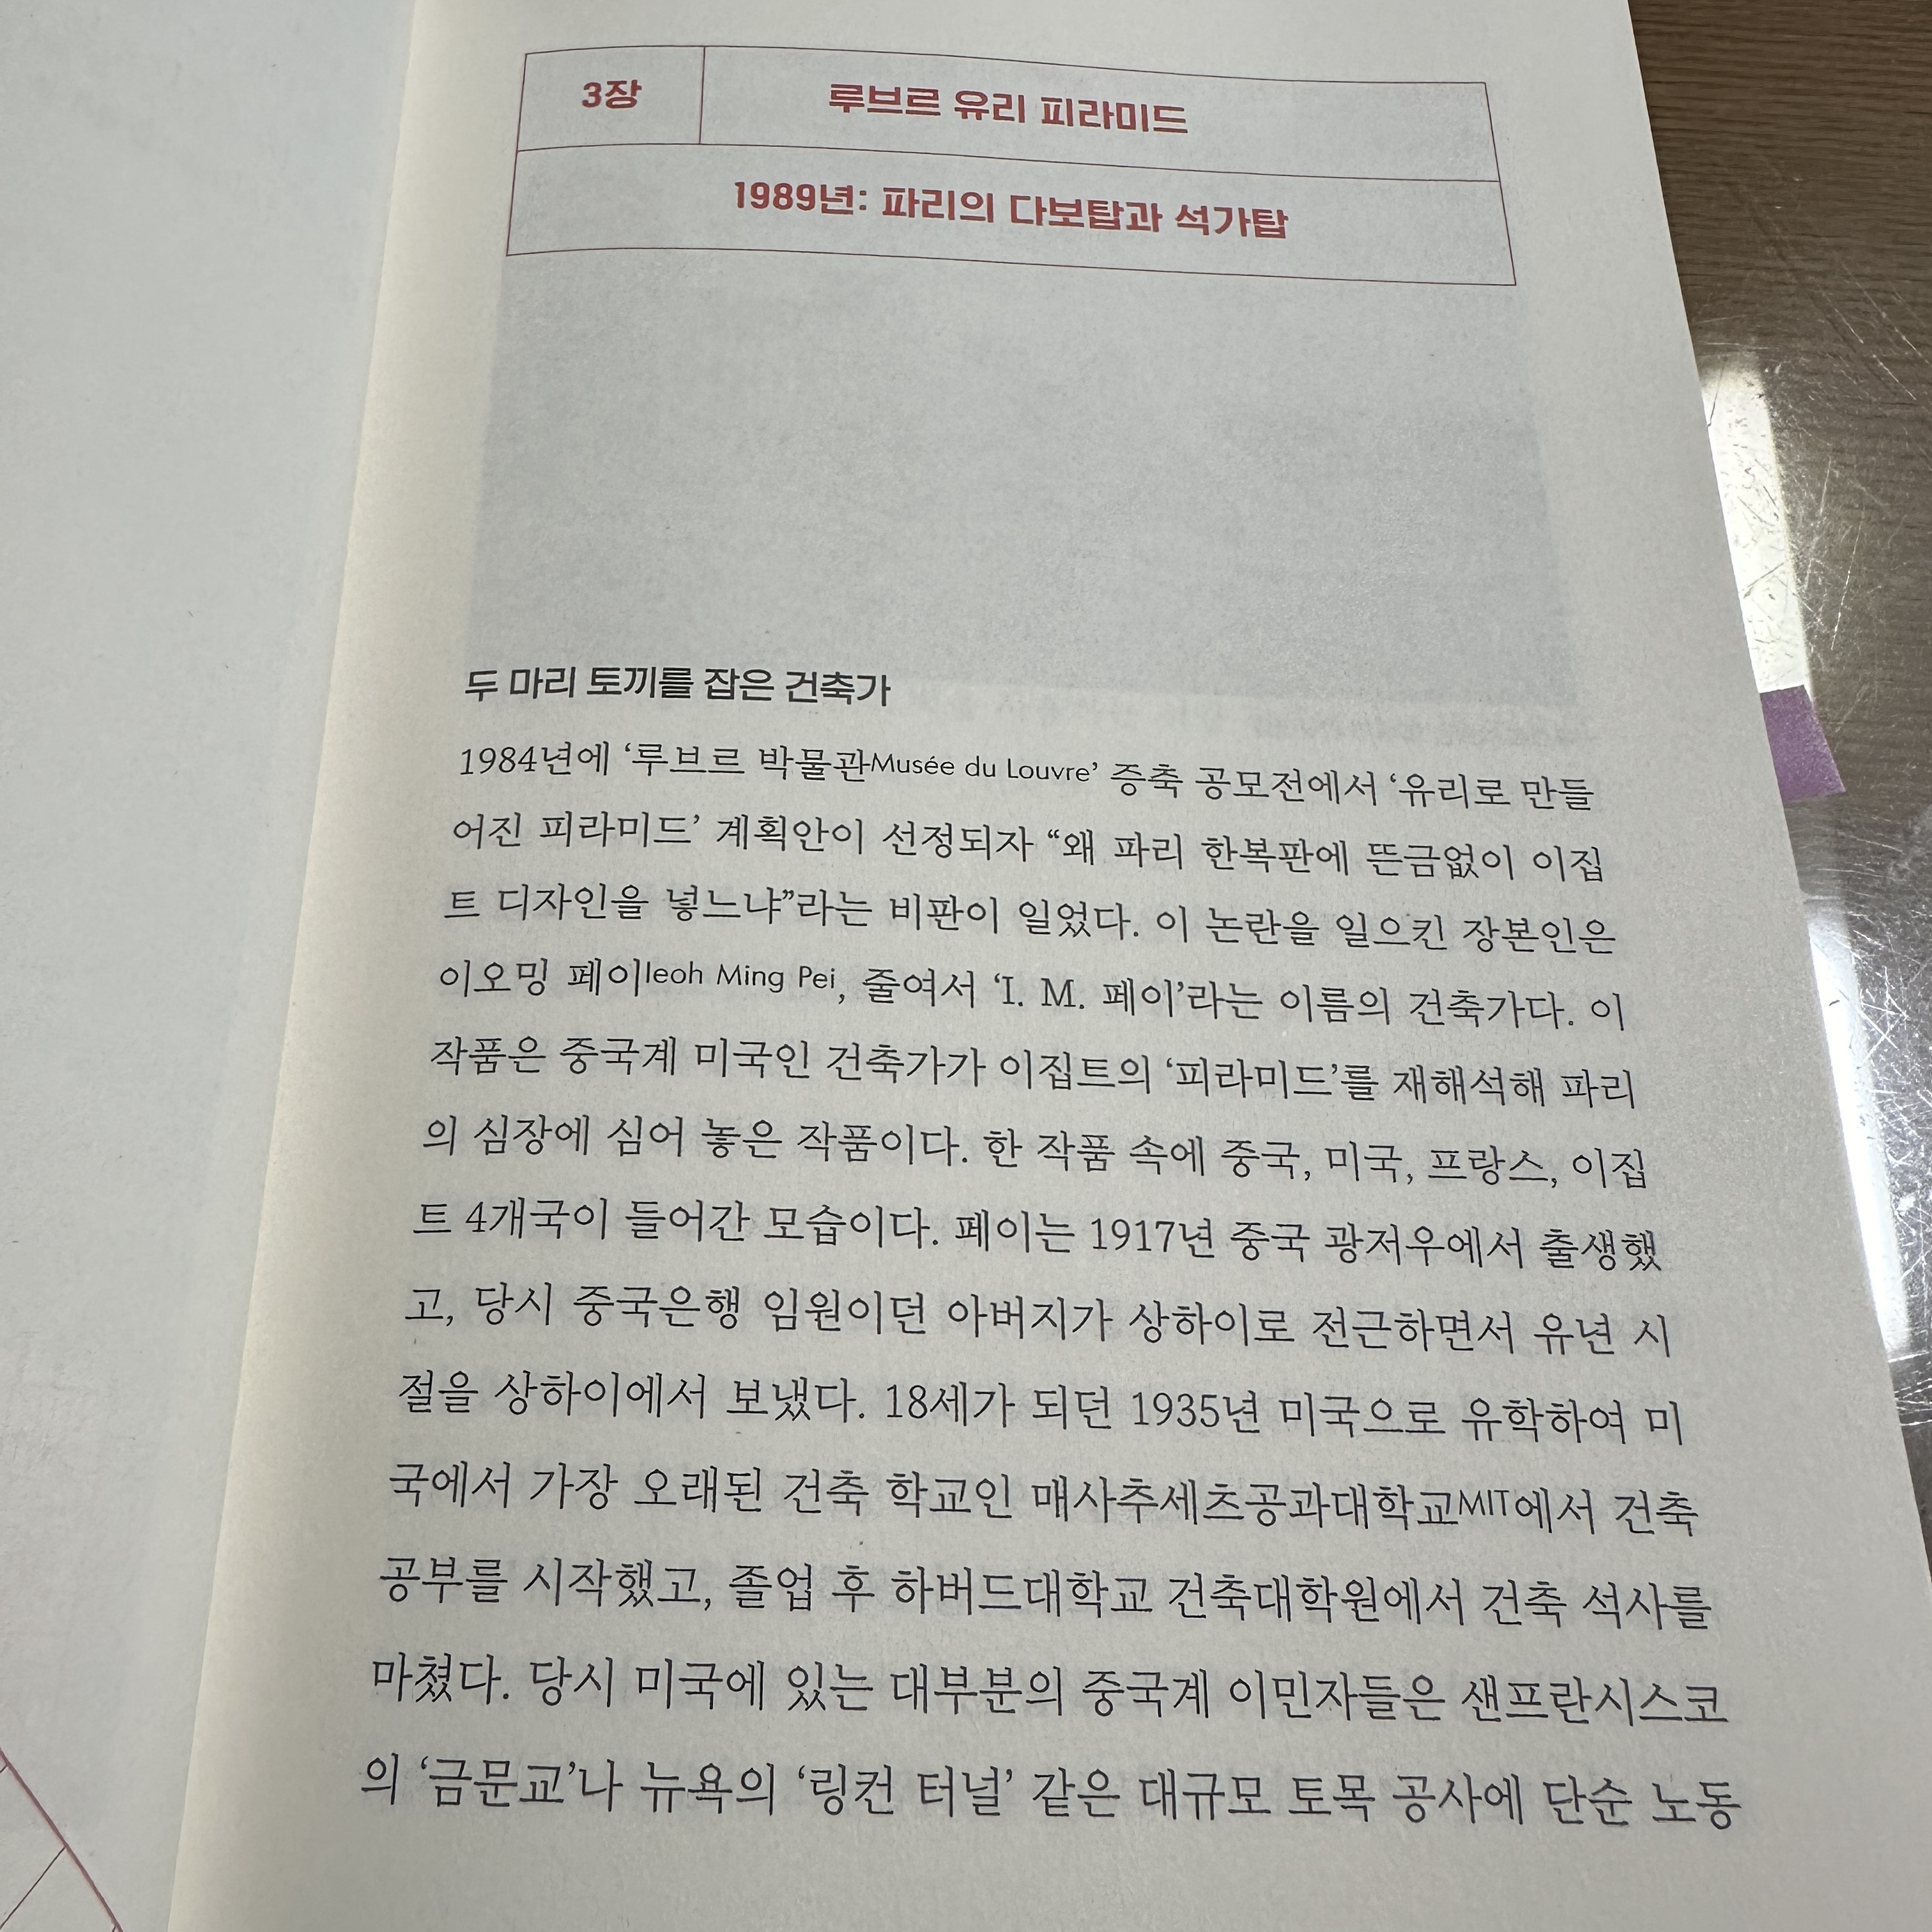 3장
루브르 유리 피라미드
1989년: 파리의 다보탑과 석가탑
두 마리 토끼를 잡은 건축가
1984년에 ‘루브르 박물관Musée du Louvre’ 증축 공모전에서 ‘유리로 만들
어진 피라미드’ 계획안이 선정되자 “왜 파리 한복판에 뜬금없이 이집
트 디자인을 넣느냐”라는 비판이 일었다. 이 논란을 일으킨 장본인은
이오밍 페이Ieoh Ming Pei, 줄여서 ‘I. M. 페이’라는 이름의 건축가다. 이
작품은 중국계 미국인 건축가가 이집트의 ‘피라미드’를 재해석해 파리
의 심장에 심어 놓은 작품이다. 한 작품 속에 중국, 미국, 프랑스, 이집
트 4개국이 들어간 모습이다. 페이는 1917년 중국 광저우에서 출생했
고, 당시 중국은행 임원이던 아버지가 상하이로 전근하면서 유년 시
절을 상하이에서 보냈다. 18세가 되던 1935년 미국으로 유학하여 미
국에서 가장 오래된 건축 학교인 매사추세츠공과대학교MIT에서 건축
공부를 시작했고, 졸업 후 하버드대학교 건축대학원에서 건축 석사를
마쳤다. 당시 미국에 있는 대부분의 중국계 이민자들은 샌프란시스코
의 ‘금문교’나 뉴욕의 ‘링컨 터널’ 같은 대규모 토목 공사에 단순 노동